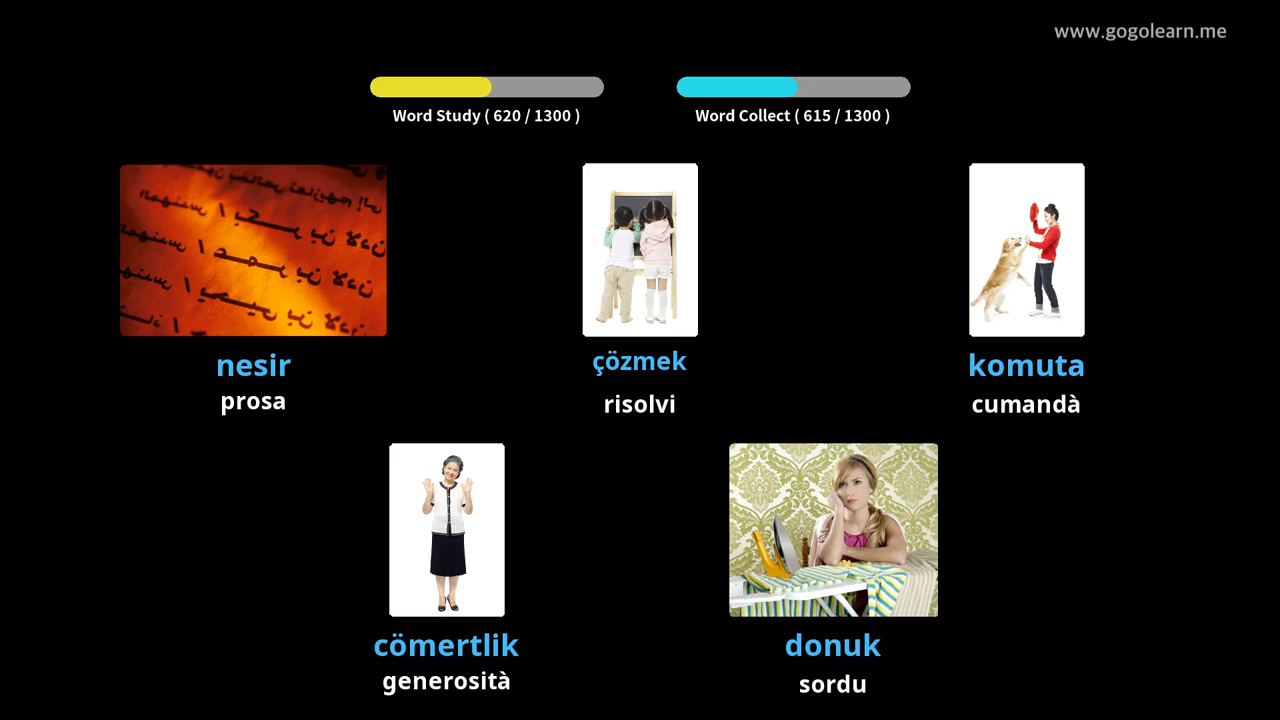 www.gogolearn.me
Word Study ( 620 / 1300 )
Word Collect ( 615 / 1300 )
nesir
prosa
çözmek
risolvi
komuta
cumandà
cömertlik
generosità
donuk
sordu